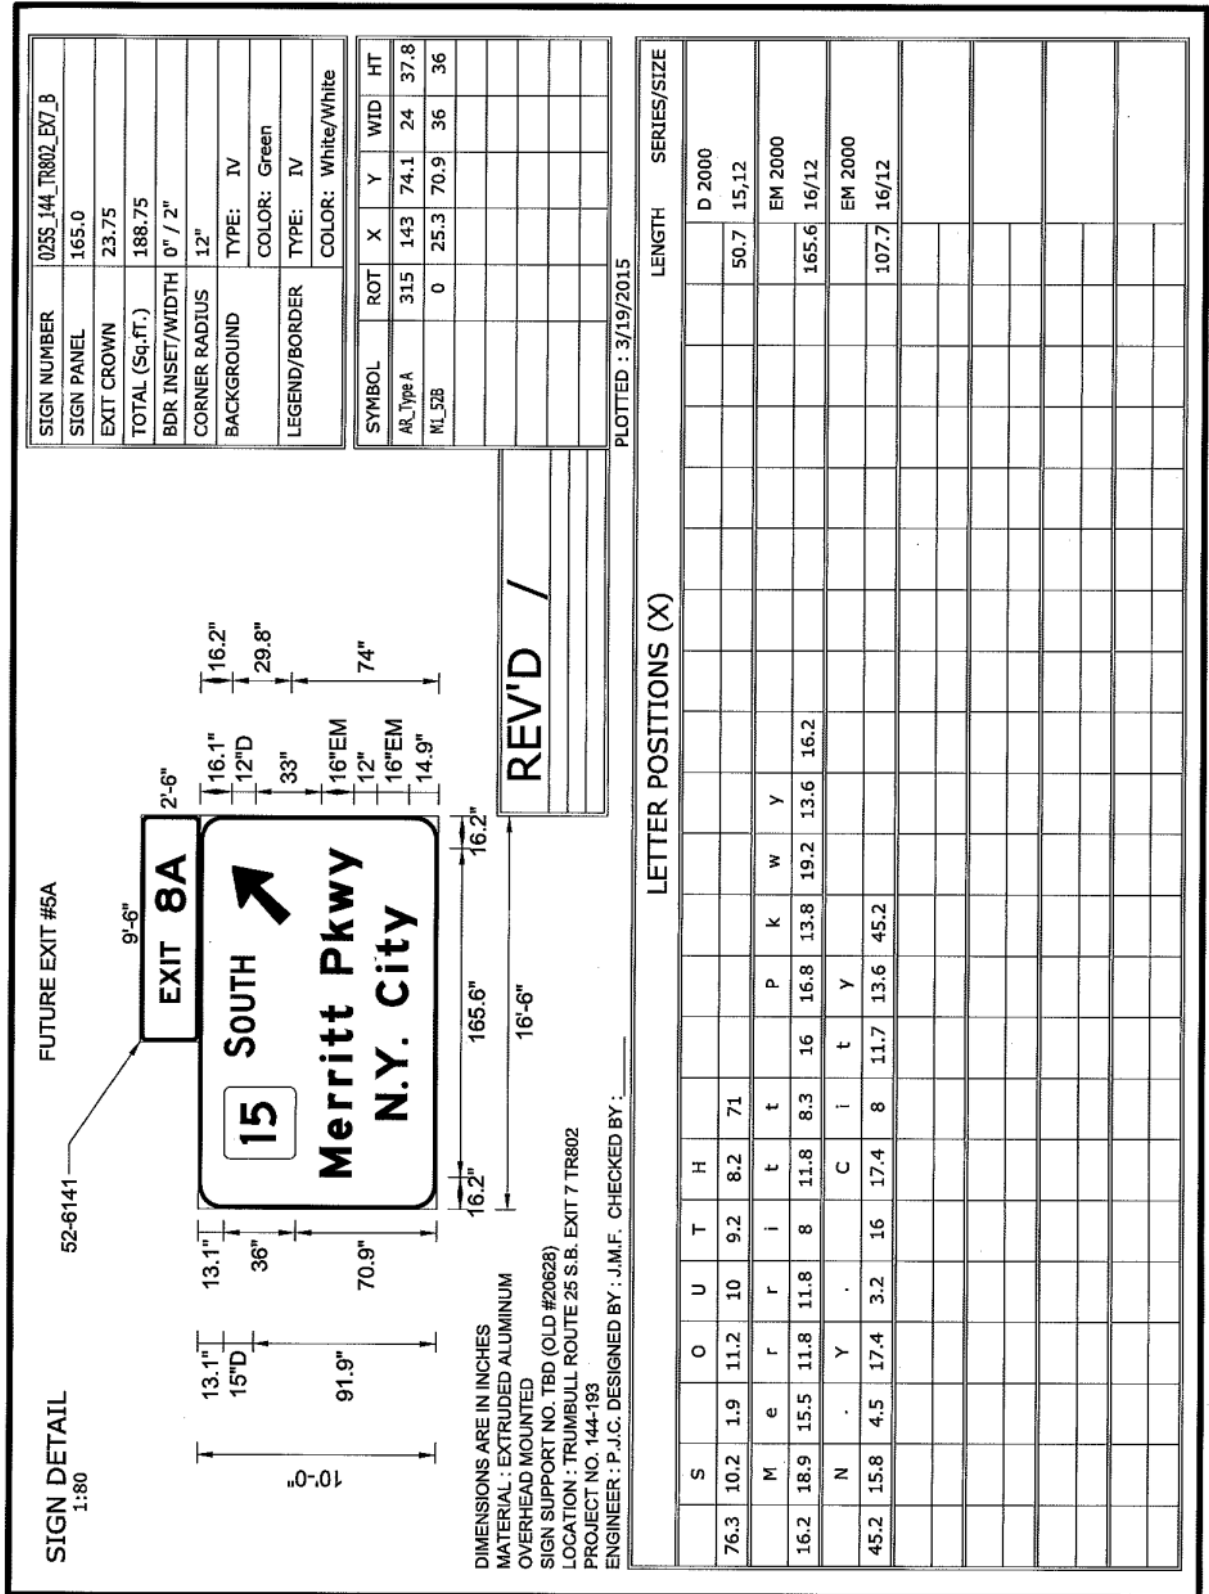 SIGN DETAIL
1:80
FUTURE EXIT #5A
52-6141
9'-6"
2'-6"
EXIT 8A
15 SOUTH
Merritt Pkwy
N.Y. City
10'-0"
13.1"
15"D
91.9"
13.1"
36"
70.9"
16.1"
12"D
33"
16"EM
12"
16"EM
14.9"
16.2"
29.8"
74"
16.2" 165.6" 16.2"
16'-6"
DIMENSIONS ARE IN INCHES
MATERIAL : EXTRUDED ALUMINUM
OVERHEAD MOUNTED
SIGN SUPPORT NO. TBD (OLD #20628)
LOCATION : TRUMBULL ROUTE 25 S.B. EXIT 7 TR802
PROJECT NO. 144-193
ENGINEER : P.J.C. DESIGNED BY : J.M.F. CHECKED BY :
REV'D /
SIGN NUMBER 025S_144_TR802_EX7_B
SIGN PANEL 165.0
EXIT CROWN 23.75
TOTAL (Sq.fT.) 188.75
BDR INSET/WIDTH 0" / 2"
CORNER RADIUS 12"
BACKGROUND TYPE: IV
COLOR: Green
LEGEND/BORDER TYPE: IV
COLOR: White/White
SYMBOL ROT X Y WID HT
AR_Type A 315 143 74.1 24 37.8
M1_52B 0 25.3 70.9 36 36
PLOTTED : 3/19/2015
LETTER POSITIONS (X) LENGTH SERIES/SIZE
S O U T H D 2000
76.3 10.2 1.9 11.2 10 9.2 8.2 71 50.7 15,12
M e r r i t t P k w y EM 2000
16.2 18.9 15.5 11.8 11.8 8 11.8 8.3 16 16.8 13.8 19.2 13.6 16.2 165.6 16/12
N . Y . C i t y EM 2000
45.2 15.8 4.5 17.4 3.2 16 17.4 8 11.7 13.6 45.2 107.7 16/12